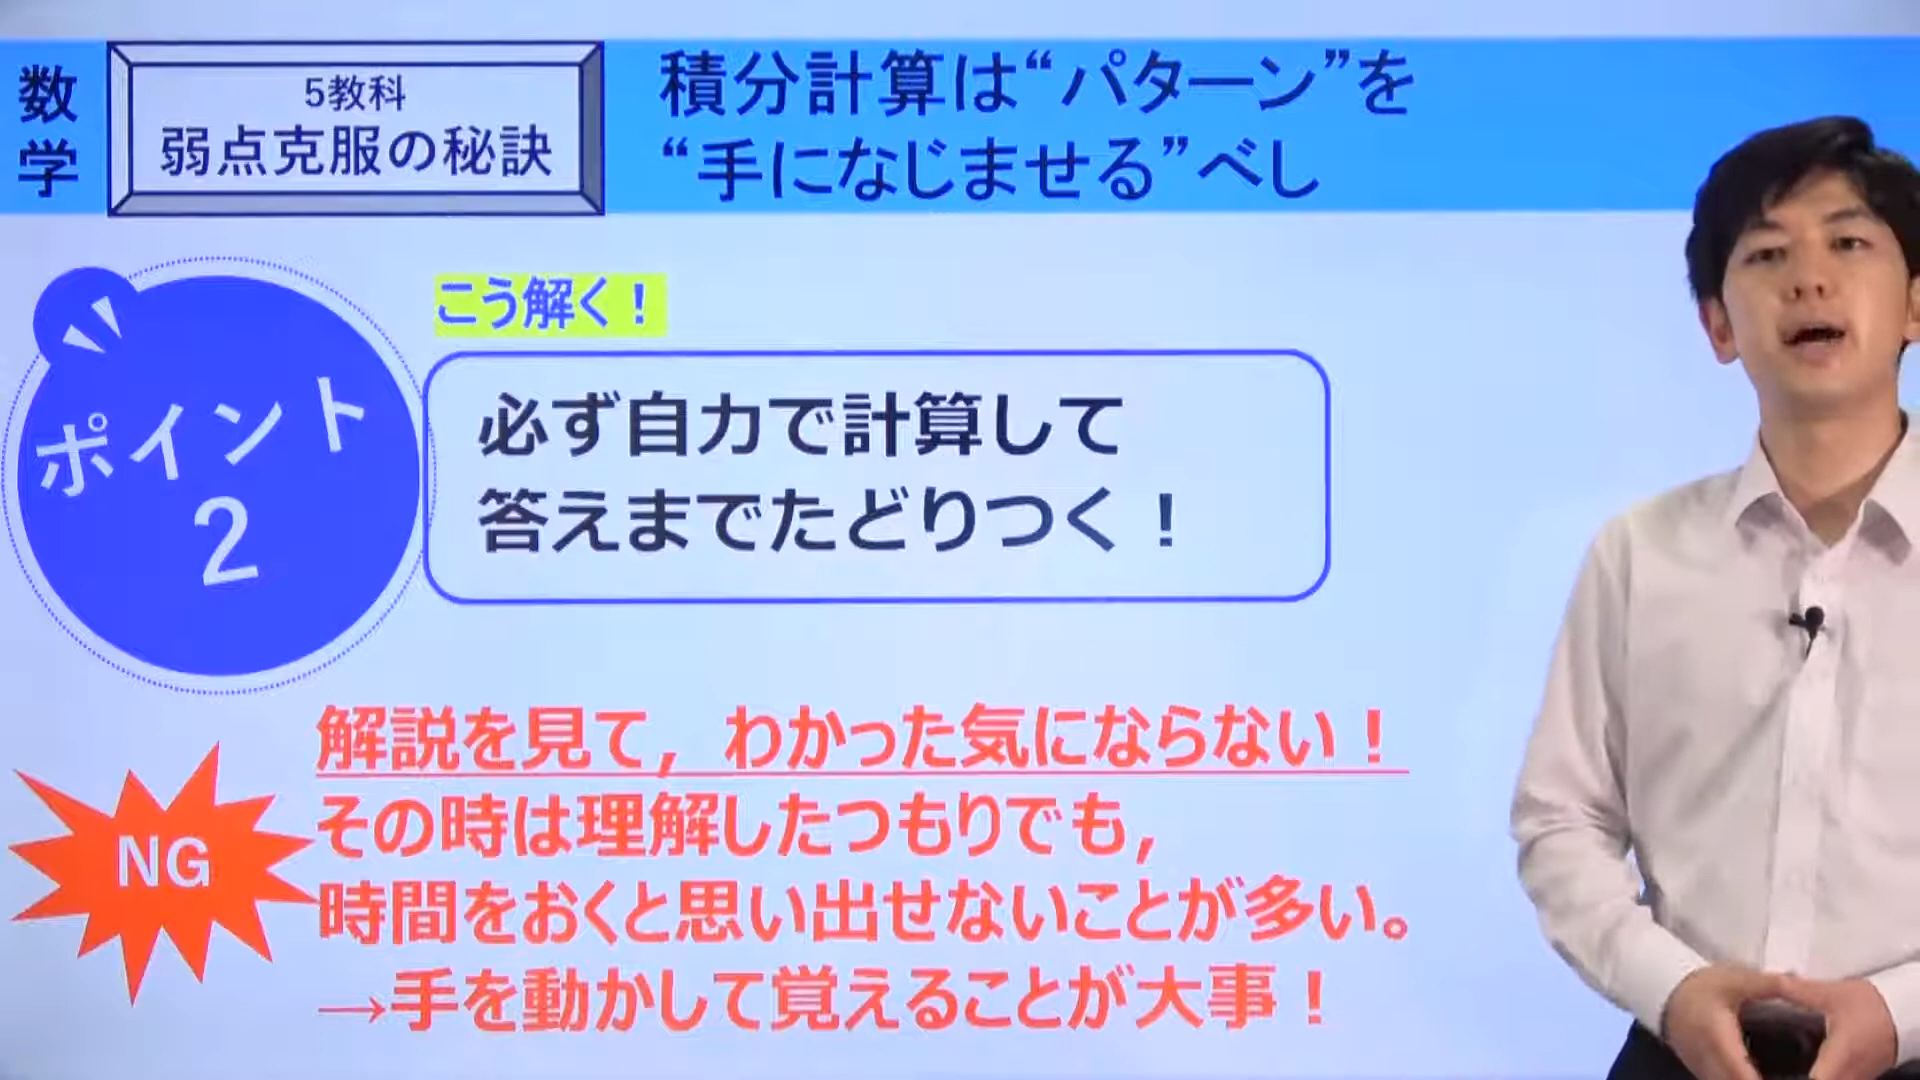 数学
5教科
弱点克服の秘訣
積分計算は“パターン”を
“手になじませる”べし
ポイント
2
こう解く！
必ず自力で計算して
答えまでたどりつく！
NG
解説を見て，わかった気にならない！
その時は理解したつもりでも，
時間をおくと思い出せないことが多い。
→手を動かして覚えることが大事！